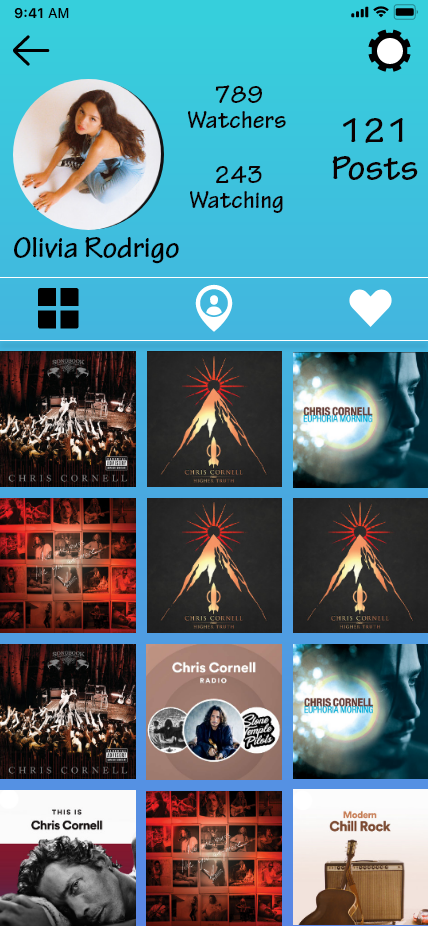 9:41 AM
789
Watchers
121
Posts
243
Watching
Olivia Rodrigo
SONGBOOK
CHRIS CORNELL
CHRIS CORNELL
HIGHER TRUTH
CHRIS CORNELL
EUPHORIA MORNING
CHRIS CORNELL
HIGHER TRUTH
CHRIS CORNELL
HIGHER TRUTH
SONGBOOK
CHRIS CORNELL
Chris Cornell
RADIO
Stone
Temple
Pilots
CHRIS CORNELL
EUPHORIA MORNING
THIS IS
Chris Cornell
Modern
Chill Rock